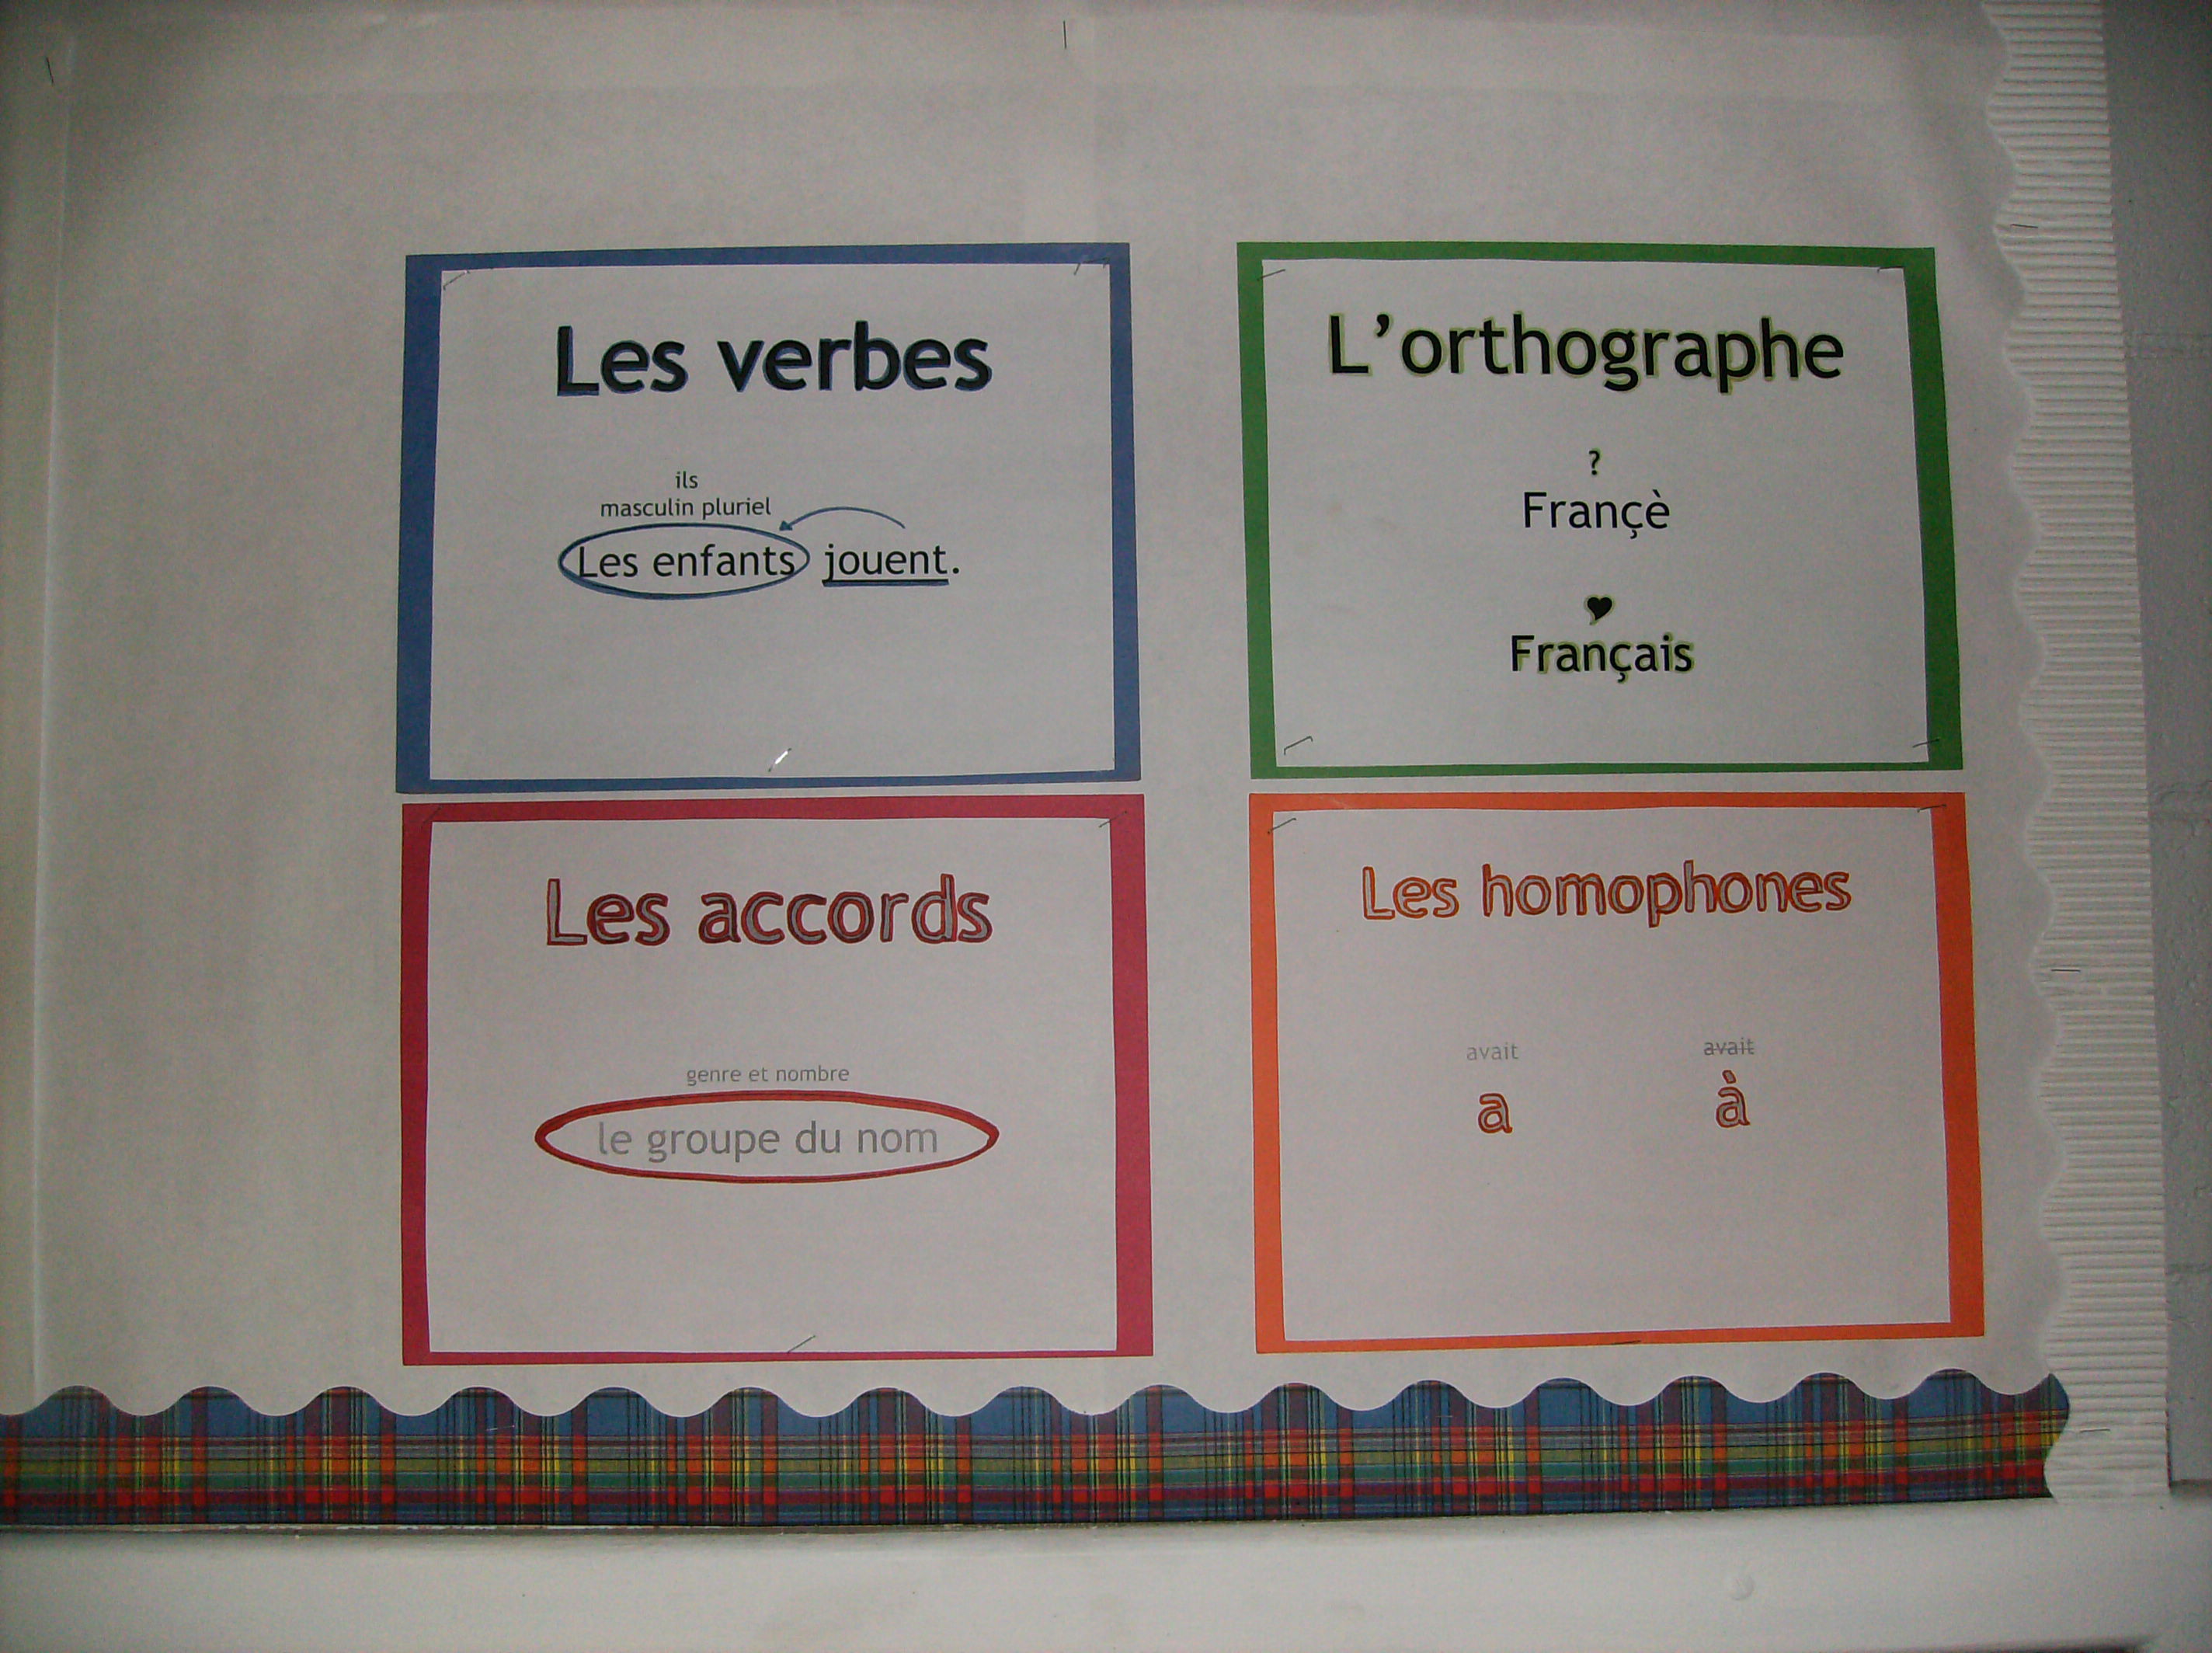 Les verbes
ils
masculin pluriel
Les enfants jouent.
L'orthographe
?
Françè
Français
Les accords
genre et nombre
le groupe du nom
Les homophones
avait avait
a à